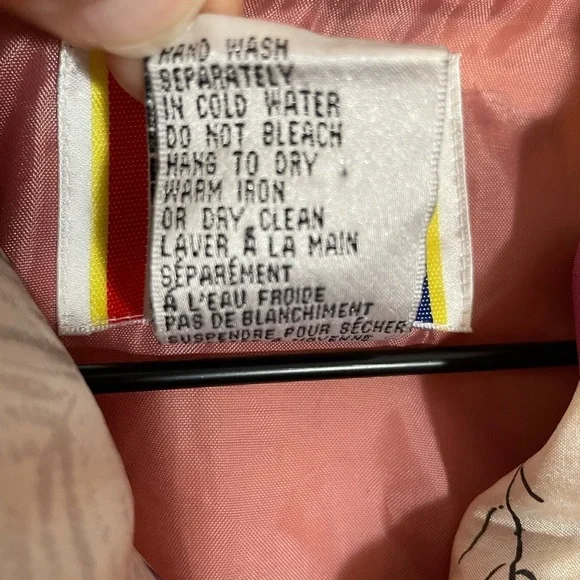 HAND WASH
SEPARATELY
IN COLD WATER
DO NOT BLEACH
HANG TO DRY
WARM IRON
OR DRY CLEAN
LAVER À LA MAIN
SÉPARÉMENT
À L'EAU FROIDE
PAS DE BLANCHIMENT
SUSPENDRE POUR SÉCHER